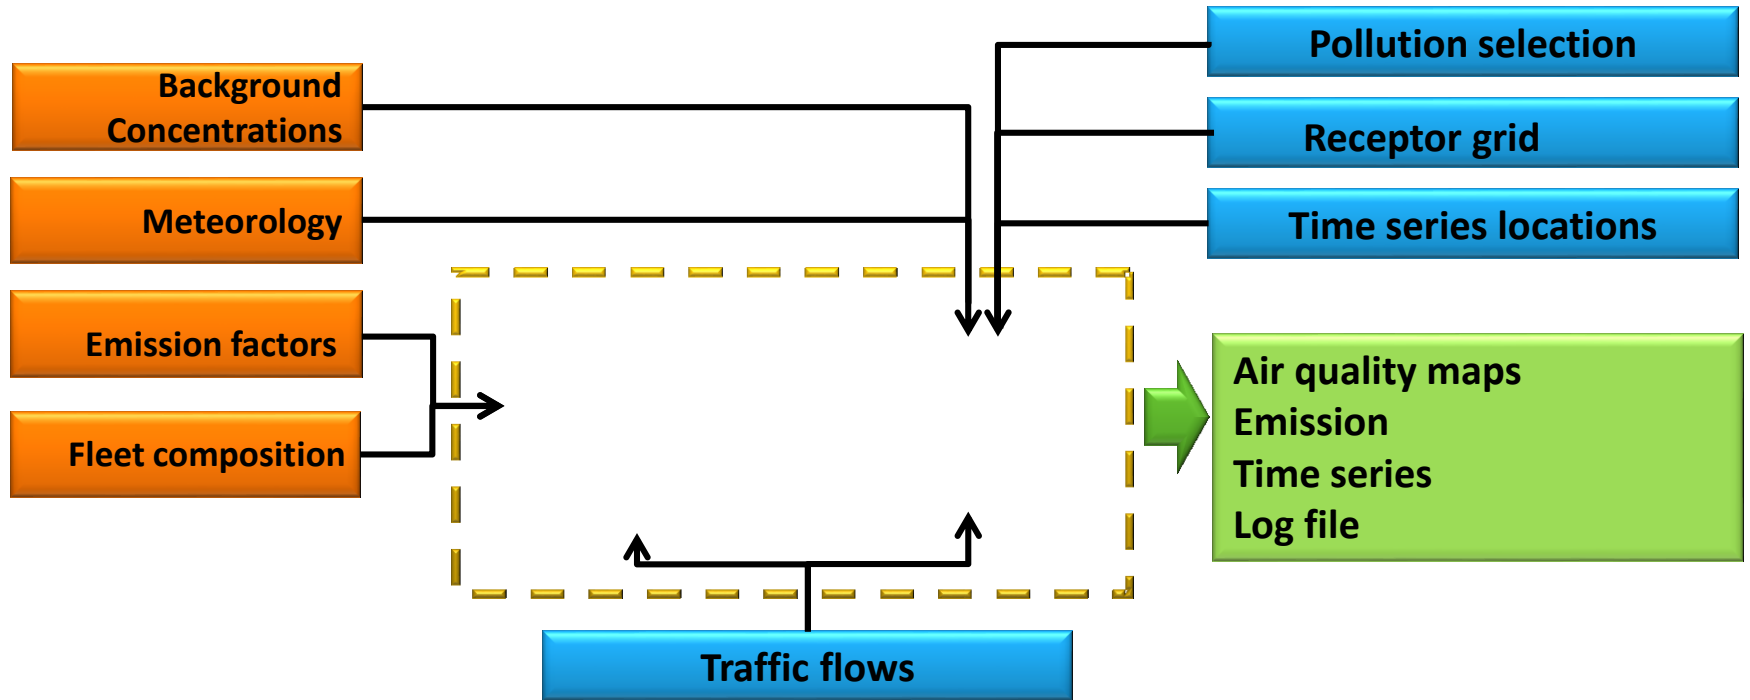 Background
Concentrations
Meteorology
Emission factors
Fleet composition
Pollution selection
Receptor grid
Time series locations
Air quality maps
Emission
Time series
Log file
Traffic flows